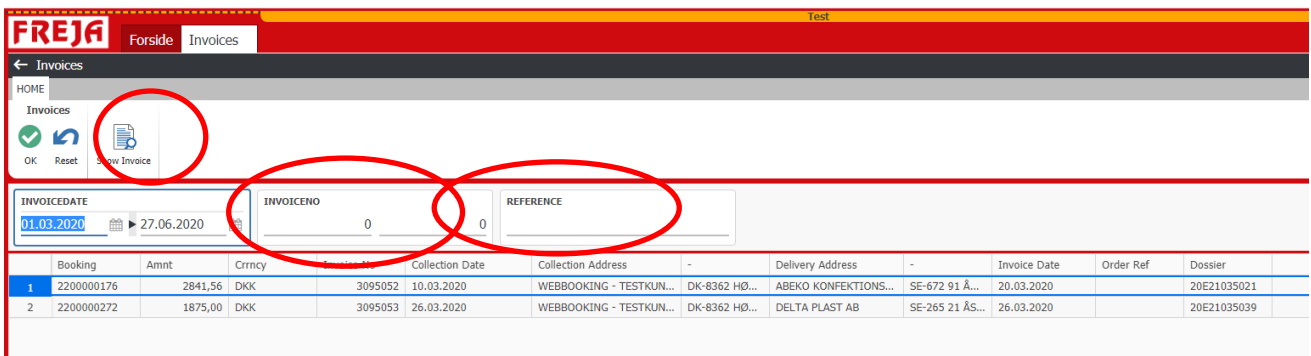 Test
FREJA Forside Invoices
← Invoices
HOME
Invoices
OK Reset Show Invoice
INVOICEDATE INVOICENO REFERENCE
01.03.2020 27.06.2020 0 0
Booking Amnt Crrncy Invoice No Collection Date Collection Address - Delivery Address - Invoice Date Order Ref Dossier
1 2200000176 2841,56 DKK 3095052 10.03.2020 WEBBOOKING - TESTKUN... DK-8362 HØ... ABEKO KONFEKTIONS... SE-672 91 Å... 20.03.2020 20E21035021
2 2200000272 1875,00 DKK 3095053 26.03.2020 WEBBOOKING - TESTKUN... DK-8362 HØ... DELTA PLAST AB SE-265 21 ÅS... 26.03.2020 20E21035039